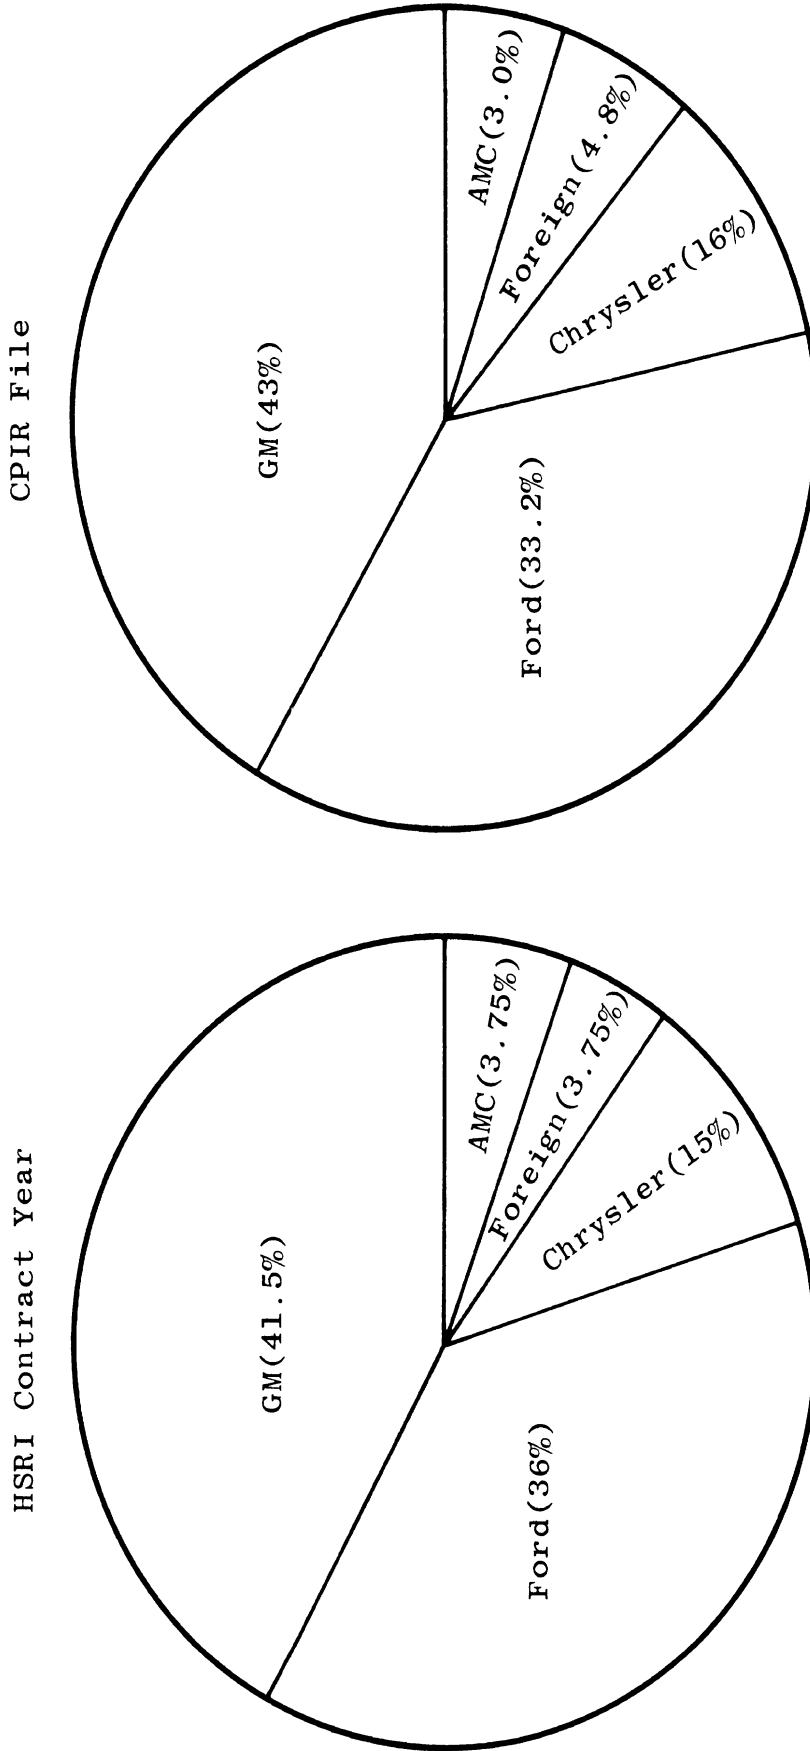 HSRI Contract Year
GM(41.5%)
AMC(3.75%)
Foreign(3.75%)
Chrysler(15%)
Ford(36%)
CPIR File
GM(43%)
AMC(3.0%)
Foreign(4.8%)
Chrysler(16%)
Ford(33.2%)